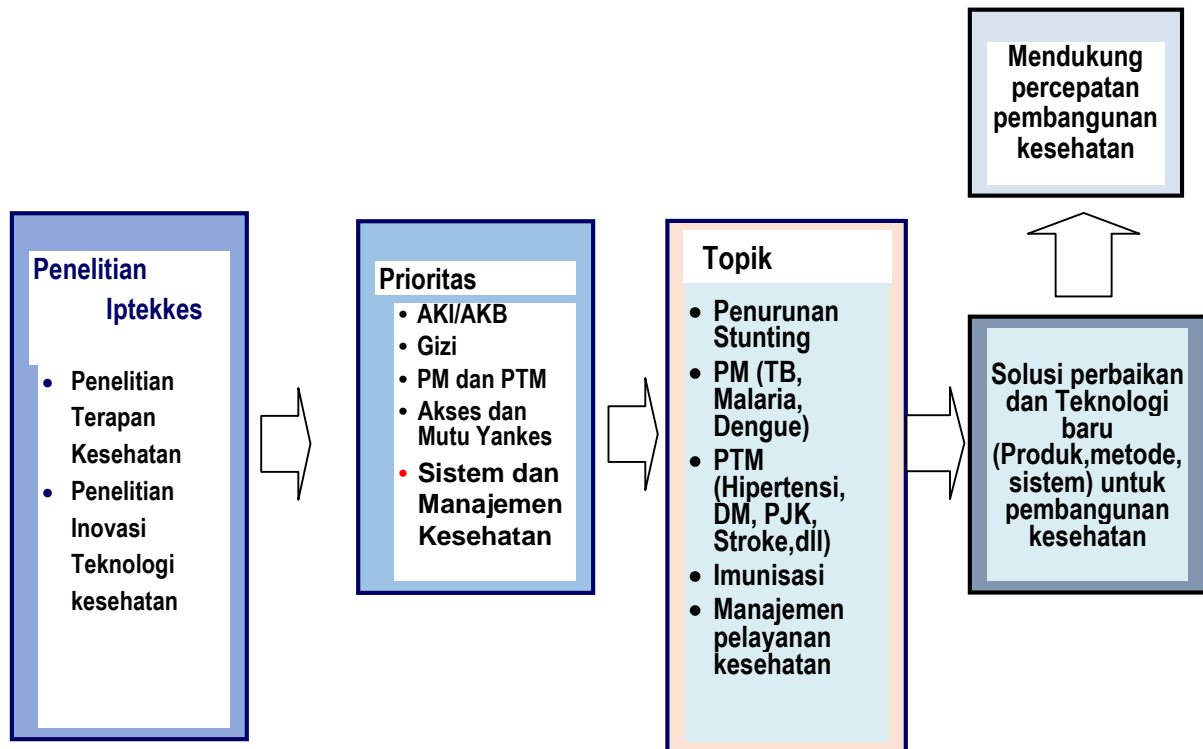 Penelitian
Iptekkes
• Penelitian
Terapan
Kesehatan
• Penelitian
Inovasi
Teknologi
kesehatan
Prioritas
• AKI/AKB
• Gizi
• PM dan PTM
• Akses dan
Mutu Yankes
• Sistem dan
Manajemen
Kesehatan
Topik
• Penurunan
Stunting
• PM (TB,
Malaria,
Dengue)
• PTM
(Hipertensi,
DM, PJK,
Stroke,dll)
• Imunisasi
• Manajemen
pelayanan
kesehatan
Solusi perbaikan
dan Teknologi
baru
(Produk,metode,
sistem) untuk
pembangunan
kesehatan
Mendukung
percepatan
pembangunan
kesehatan